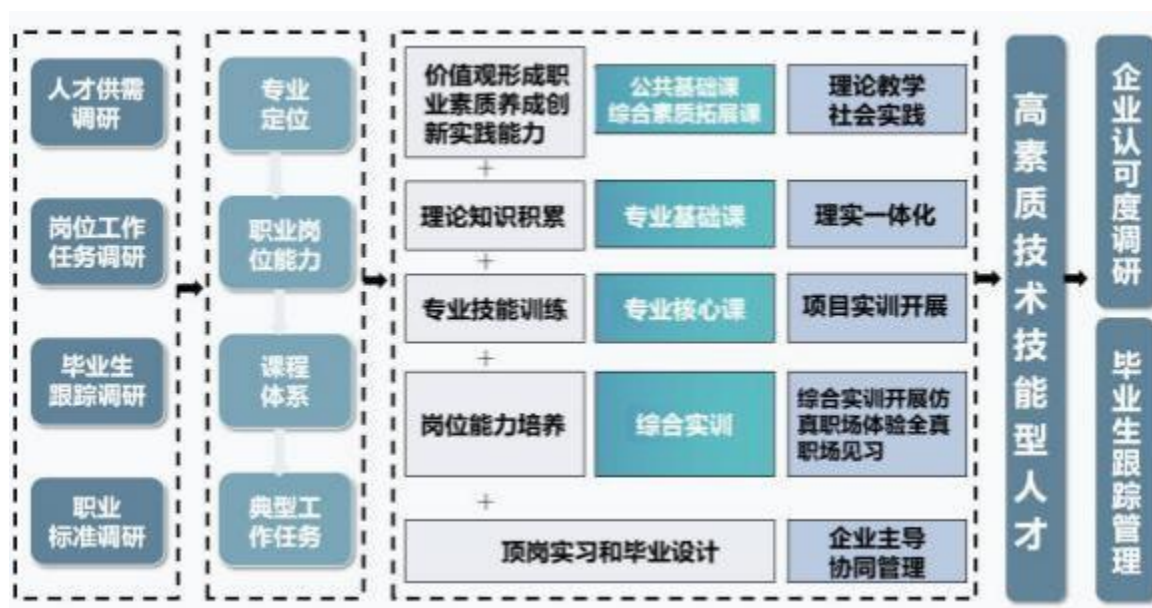 人才供需
调研
岗位工作
任务调研
毕业生
跟踪调研
职业
标准调研
专业
定位
职业岗
位能力
课程
体系
典型工
作任务
价值观形成职
业素质养成创
新实践能力
公共基础课
综合素质拓展课
理论教学
社会实践
+
理论知识积累
专业基础课
理实一体化
+
专业技能训练
专业核心课
项目实训开展
+
岗位能力培养
综合实训
综合实训开展仿
真职场体验全真
职场见习
+
顶岗实习和毕业设计
企业主导
协同管理
高素质技术技能型人才
企业认可度调研
毕业生跟踪管理